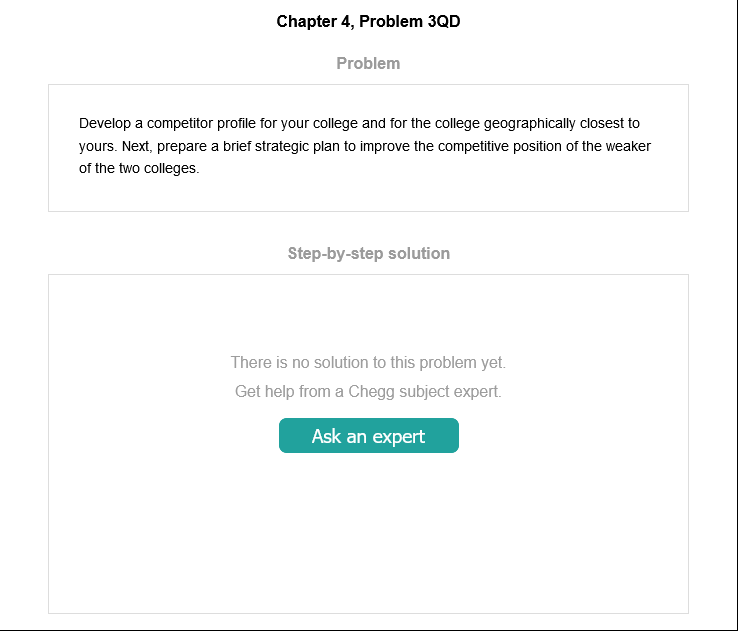 Chapter 4, Problem 3QD
Problem
Develop a competitor profile for your college and for the college geographically closest to
yours. Next, prepare a brief strategic plan to improve the competitive position of the weaker
of the two colleges.
Step-by-step solution
There is no solution to this problem yet.
Get help from a Chegg subject expert.
Ask an expert